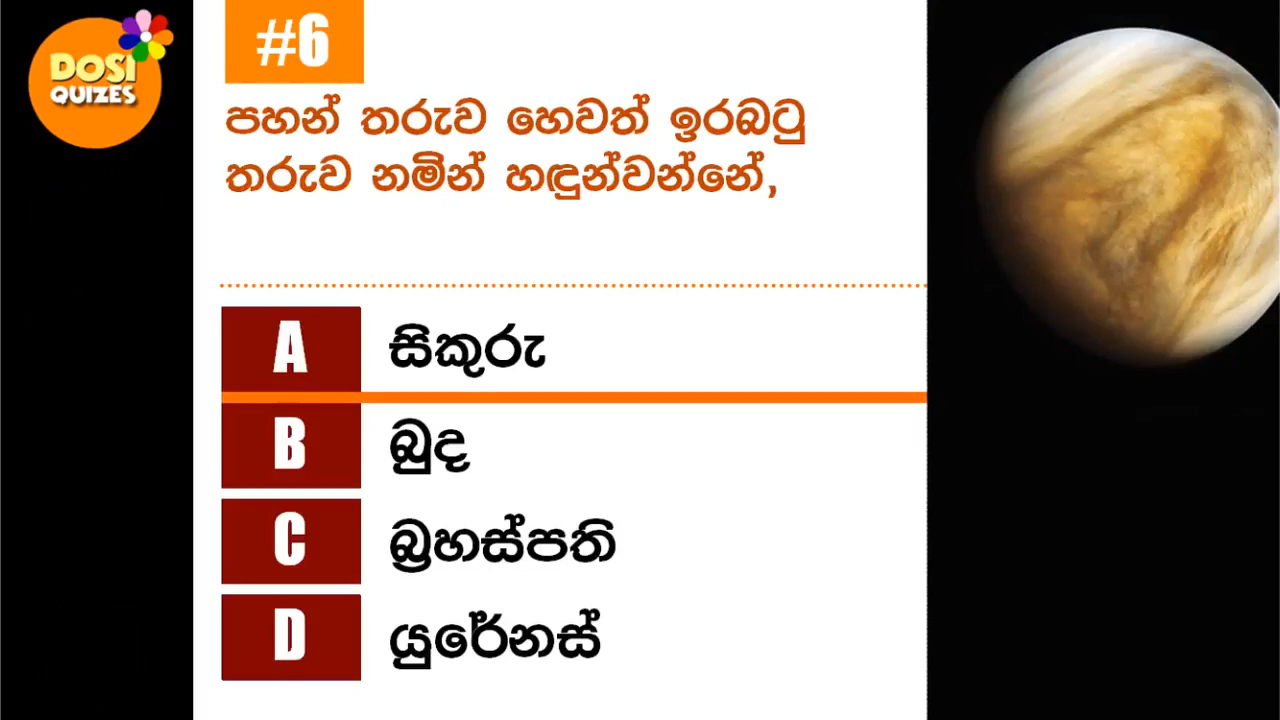 DOSI
QUIZES
#6
පහන් තරුව හෙවත් ඉරබටු
තරුව නමින් හඳුන්වන්නේ,
A සිකුරු
B බුද
C බ්‍රහස්පති
D යුරේනස්